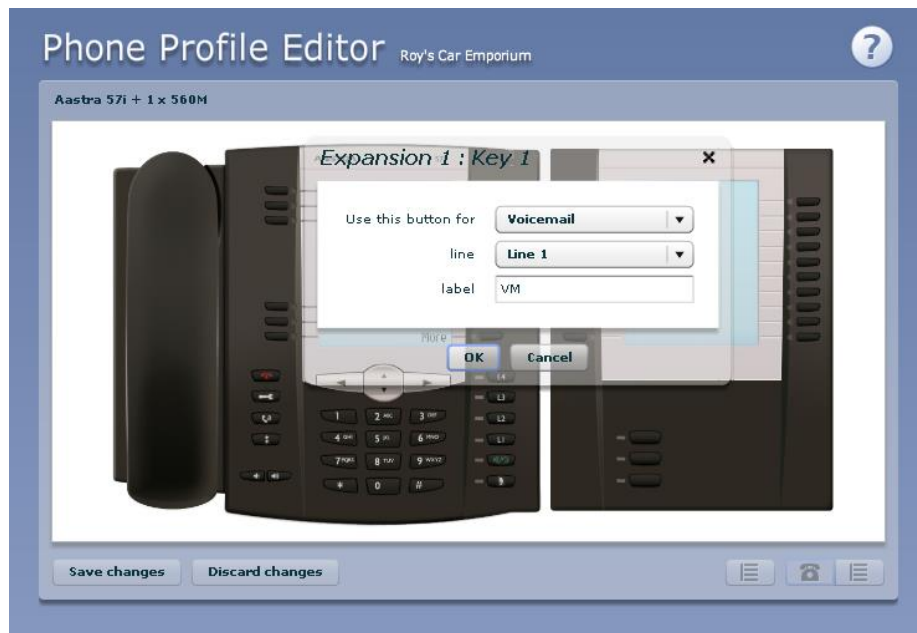 Phone Profile Editor Roy's Car Emporium ?
Aastra 57i + 1 x 560M
Expansion 1 : Key 1 x
Use this button for Voicemail
line Line 1
label VM
More
OK Cancel
L4
L3
1 2 ABC 3 DEF L2
4 GHI 5 JKL 6 MNO L1
7 PQRS 8 TUV 9 WXYZ
* 0 #
Save changes Discard changes